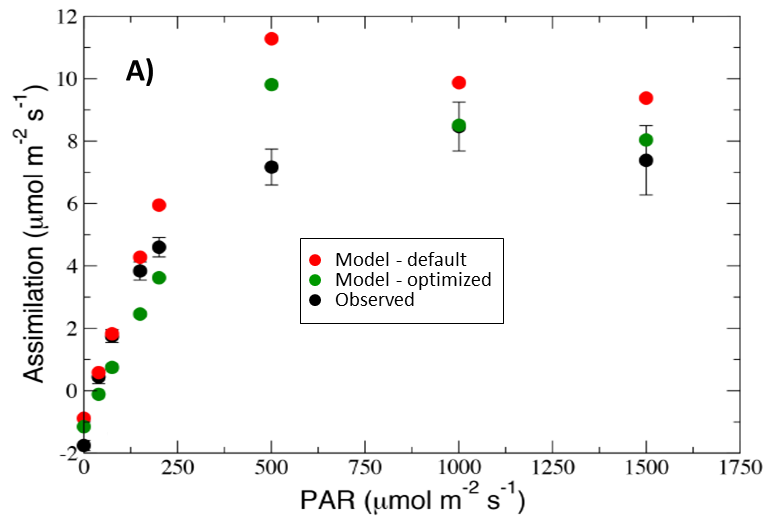 A)
12
10
8
6
4
2
0
-2
Assimilation (μmol m⁻² s⁻¹)
Model - default
Model - optimized
Observed
0 250 500 750 1000 1250 1500 1750
PAR (μmol m⁻² s⁻¹)